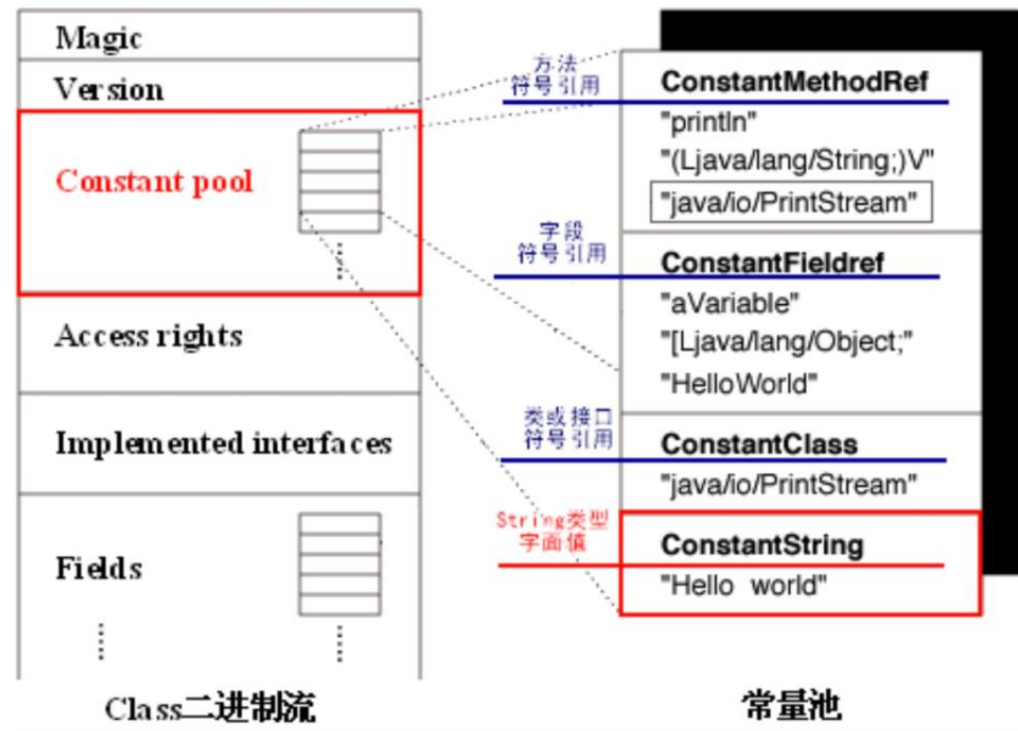 Magic
Version
Constant pool
Access rights
Implemented interfaces
Fields
Class二进制流
方法
符号引用
ConstantMethodRef
"println"
"(Ljava/lang/String;)V"
"java/io/PrintStream"
字段
符号引用
ConstantFieldref
"aVariable"
"[Ljava/lang/Object;"
"HelloWorld"
类或接口
符号引用
ConstantClass
"java/io/PrintStream"
String类型
字面值
ConstantString
"Hello world"
常量池